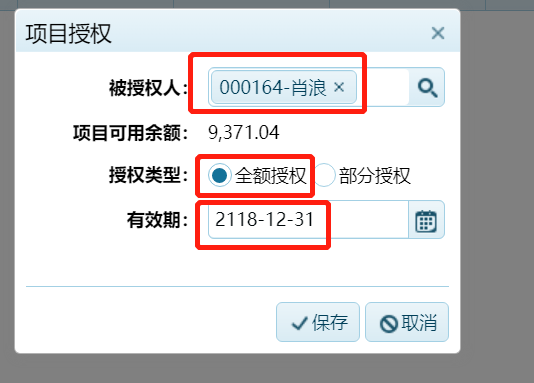 项目授权 ×
被授权人： 000164-肖浪 ×
项目可用余额： 9,371.04
授权类型： 全额授权 部分授权
有效期： 2118-12-31
保存 取消